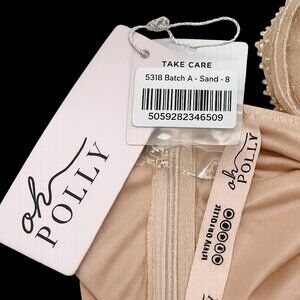 TAKE CARE
5318 Batch A - Sand - 8
5059282346509
oh
POLLY
oh
POLLY